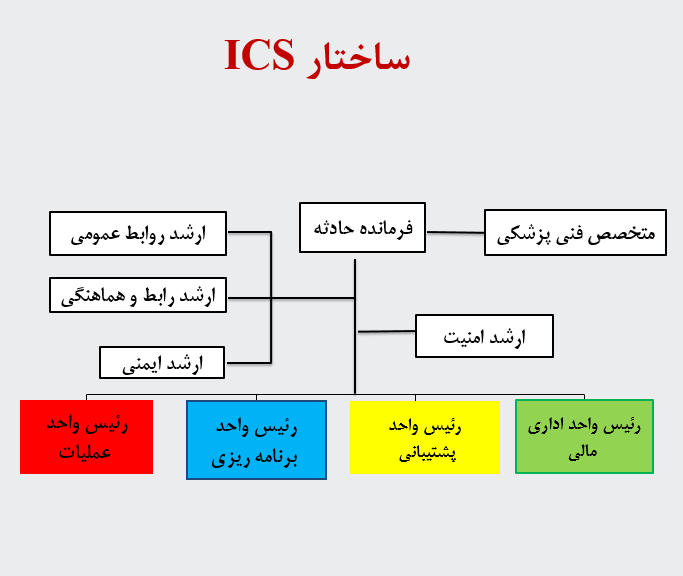 ساختار ICS
فرمانده حادثه
متخصص فنی پزشکی
ارشد روابط عمومی
ارشد رابط و هماهنگی
ارشد امنیت
ارشد ایمنی
رئیس واحد اداری
مالی
رئیس واحد
پشتیبانی
رئیس واحد
برنامه ریزی
رئیس واحد
عملیات